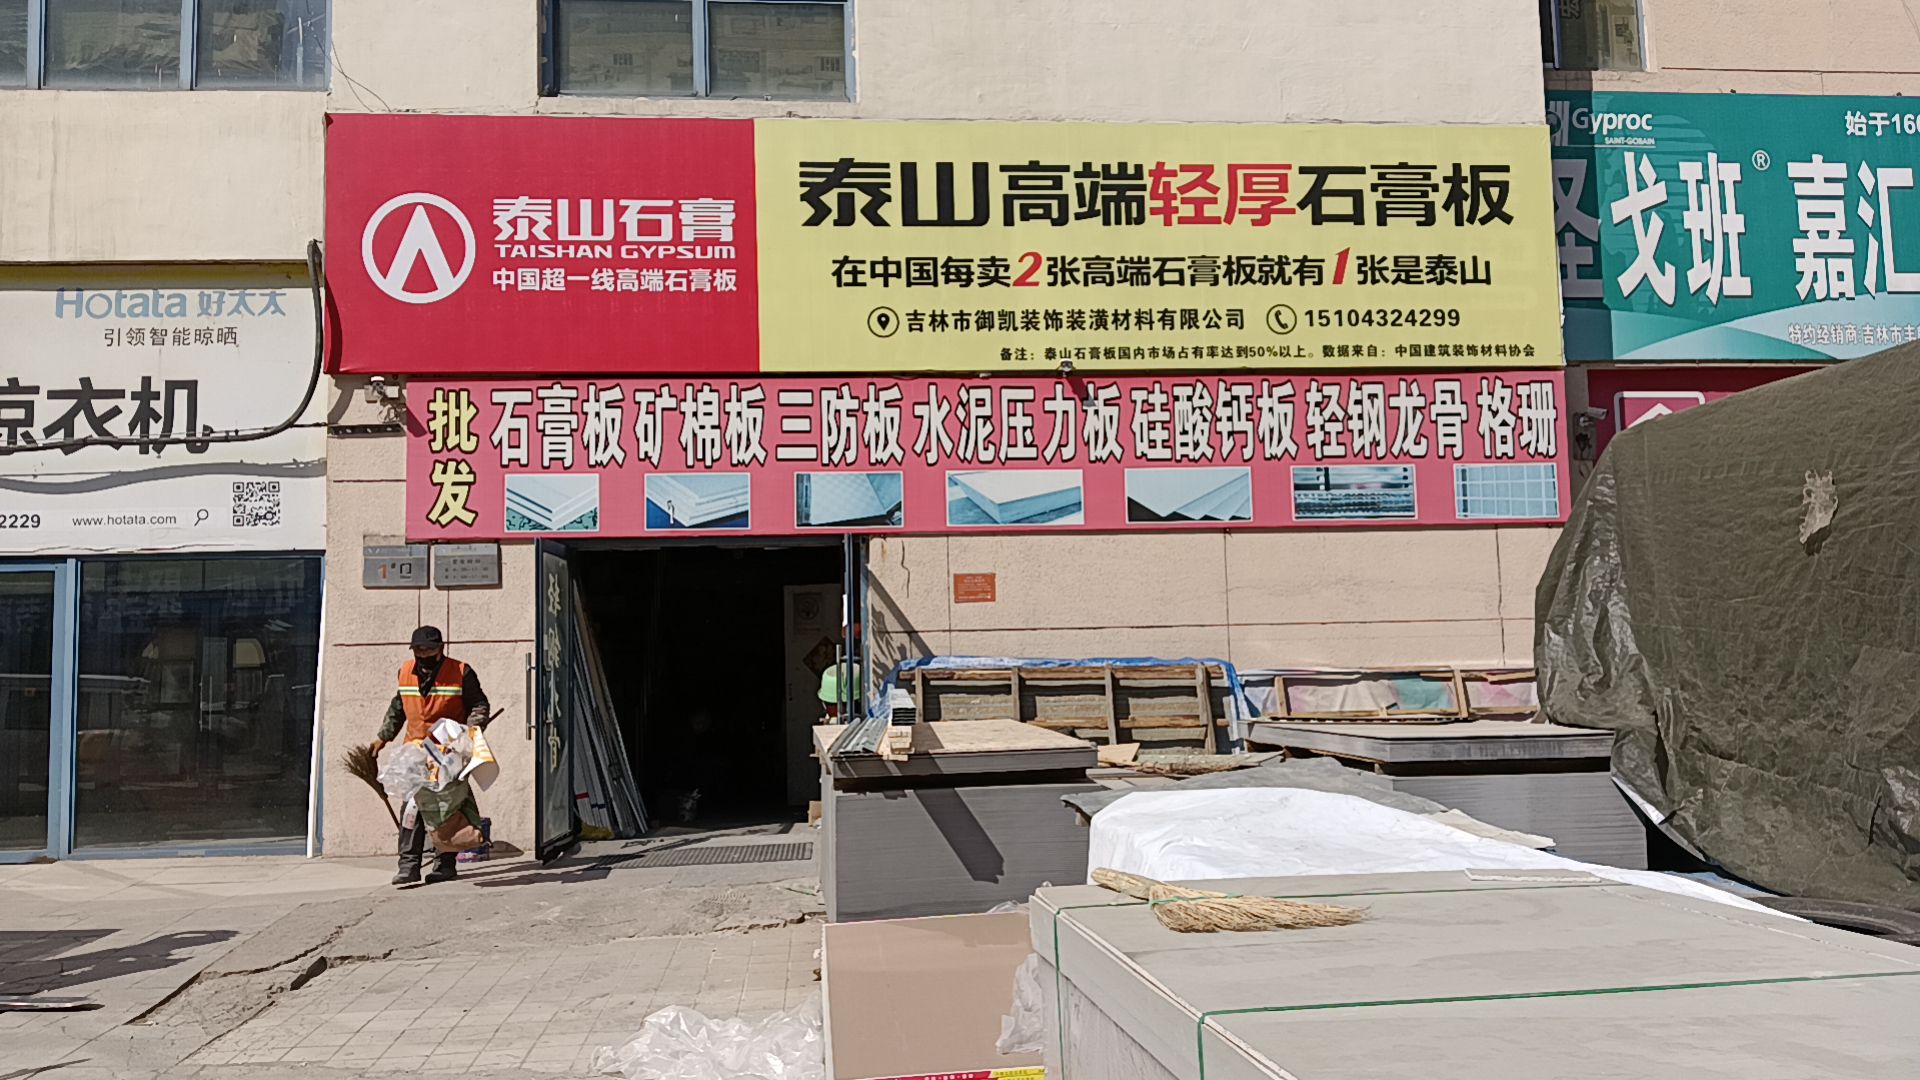 Hotata 好太太
引领智能晾晒
晾衣机
2229 www.hotata.com
泰山石膏
TAISHAN GYPSUM
中国超一线高端石膏板
泰山高端轻厚石膏板
在中国每卖2张高端石膏板就有1张是泰山
吉林市御凯装饰装潢材料有限公司 15104324299
备注：泰山石膏板国内市场占有率达到50%以上。数据来自：中国建筑装饰材料协会
批发
石膏板 矿棉板 三防板 水泥压力板 硅酸钙板 轻钢龙骨 格珊
1#门
Gyproc
SAINT-GOBAIN
始于166
戈班® 嘉汇
特约经销商:吉林市丰